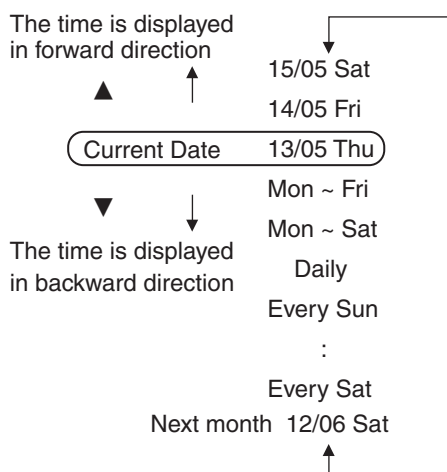 The time is displayed
in forward direction
▲
15/05 Sat
14/05 Fri
Current Date 13/05 Thu
Mon ~ Fri
▼
Mon ~ Sat
The time is displayed
in backward direction
Daily
Every Sun
:
Every Sat
Next month 12/06 Sat